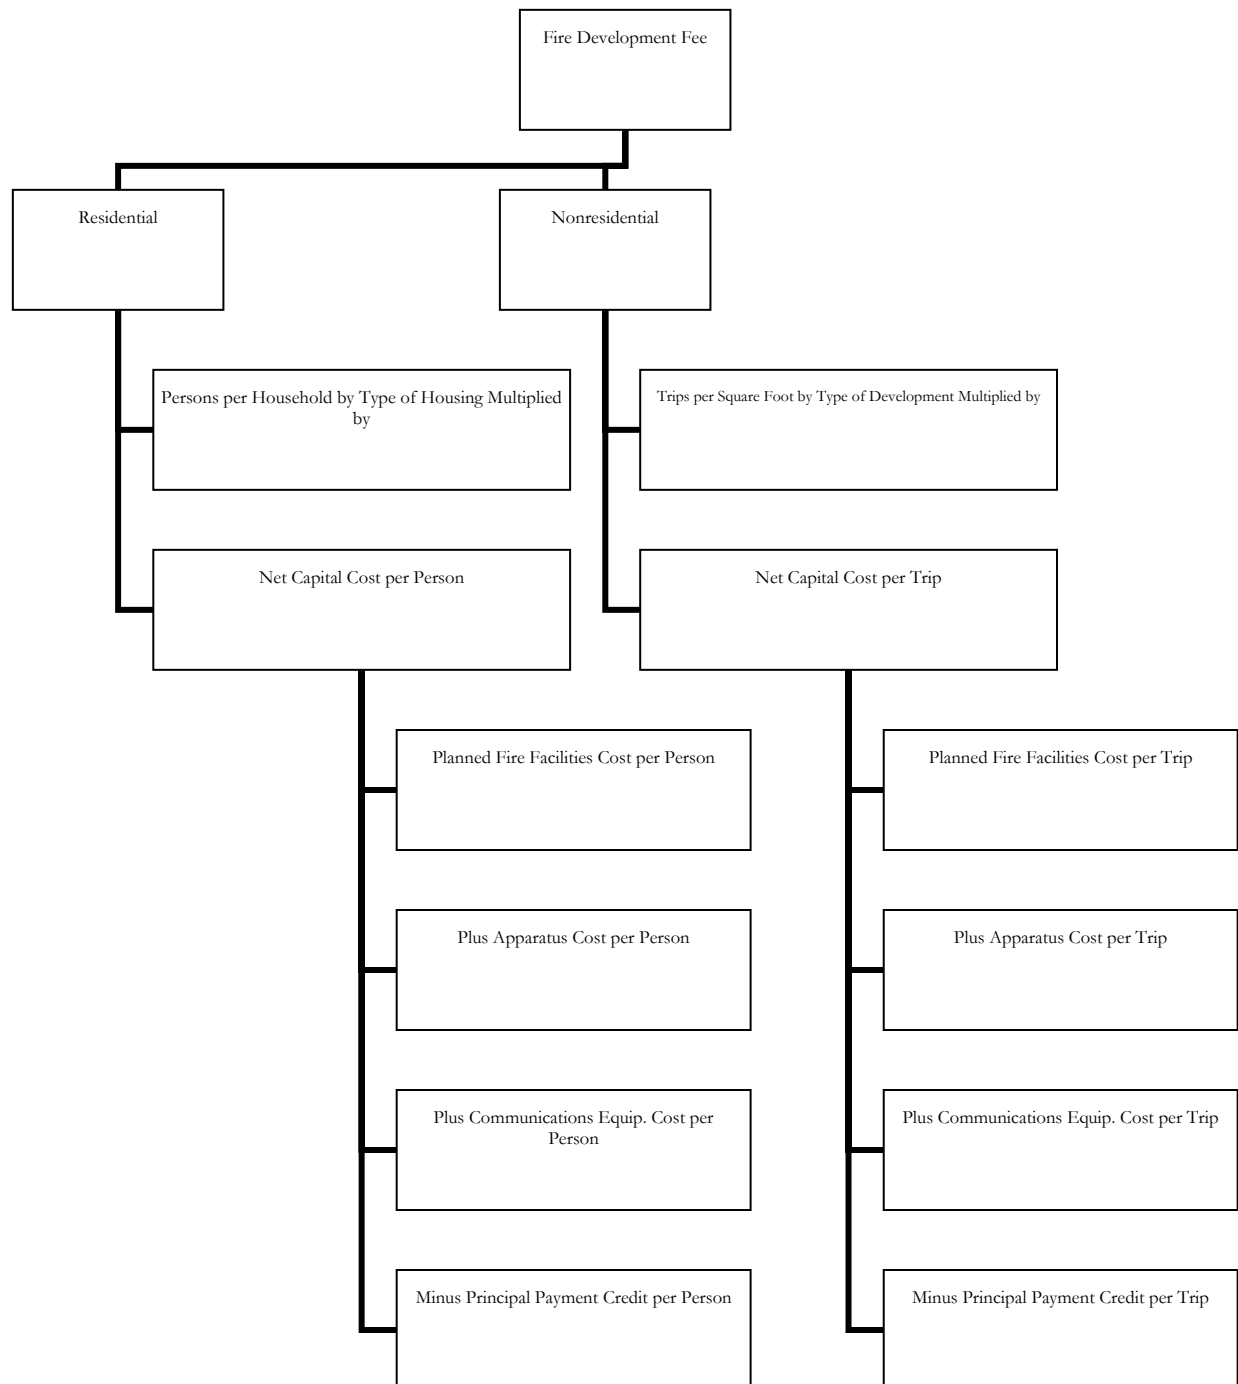 Fire Development Fee
Residential
Nonresidential
Persons per Household by Type of Housing Multiplied
by
Trips per Square Foot by Type of Development Multiplied by
Net Capital Cost per Person
Net Capital Cost per Trip
Planned Fire Facilities Cost per Person
Planned Fire Facilities Cost per Trip
Plus Apparatus Cost per Person
Plus Apparatus Cost per Trip
Plus Communications Equip. Cost per
Person
Plus Communications Equip. Cost per Trip
Minus Principal Payment Credit per Person
Minus Principal Payment Credit per Trip